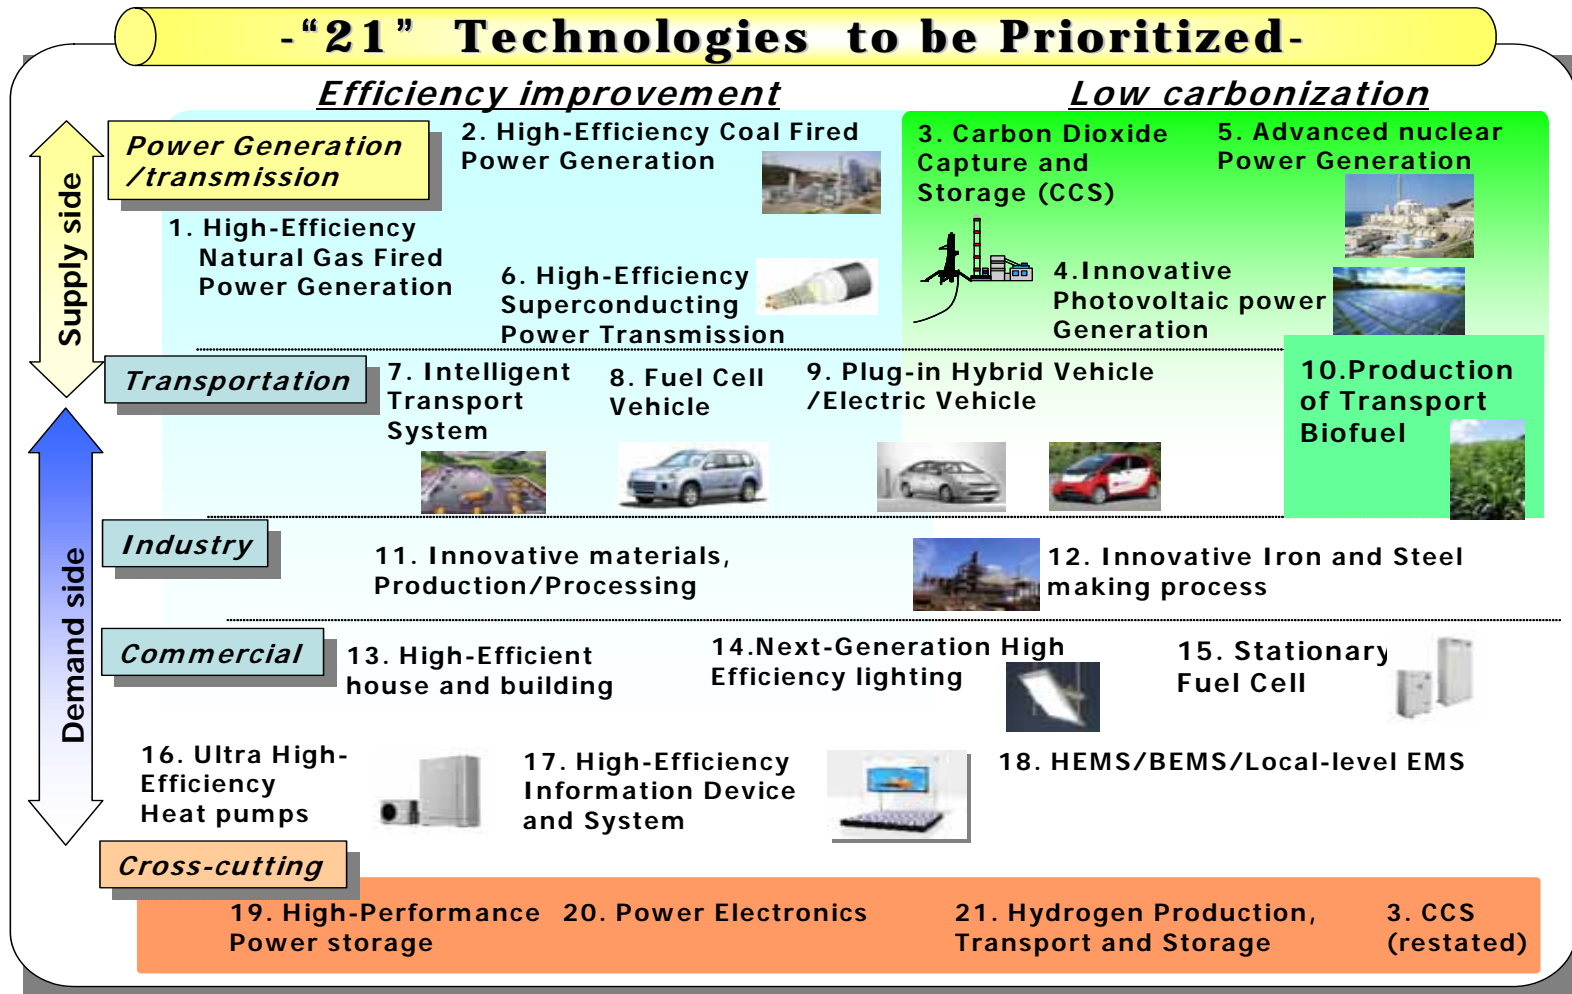 -“21” Technologies to be Prioritized-
Efficiency improvement
Low carbonization
Supply side
Power Generation
/transmission
1. High-Efficiency
Natural Gas Fired
Power Generation
2. High-Efficiency Coal Fired
Power Generation
6. High-Efficiency
Superconducting
Power Transmission
3. Carbon Dioxide
Capture and
Storage (CCS)
5. Advanced nuclear
Power Generation
4.Innovative
Photovoltaic power
Generation
Transportation
7. Intelligent
Transport
System
8. Fuel Cell
Vehicle
9. Plug-in Hybrid Vehicle
/Electric Vehicle
10.Production
of Transport
Biofuel
Demand side
Industry
11. Innovative materials,
Production/Processing
12. Innovative Iron and Steel
making process
Commercial
13. High-Efficient
house and building
14.Next-Generation High
Efficiency lighting
15. Stationary
Fuel Cell
16. Ultra High-
Efficiency
Heat pumps
17. High-Efficiency
Information Device
and System
18. HEMS/BEMS/Local-level EMS
Cross-cutting
19. High-Performance
Power storage
20. Power Electronics
21. Hydrogen Production,
Transport and Storage
3. CCS
(restated)